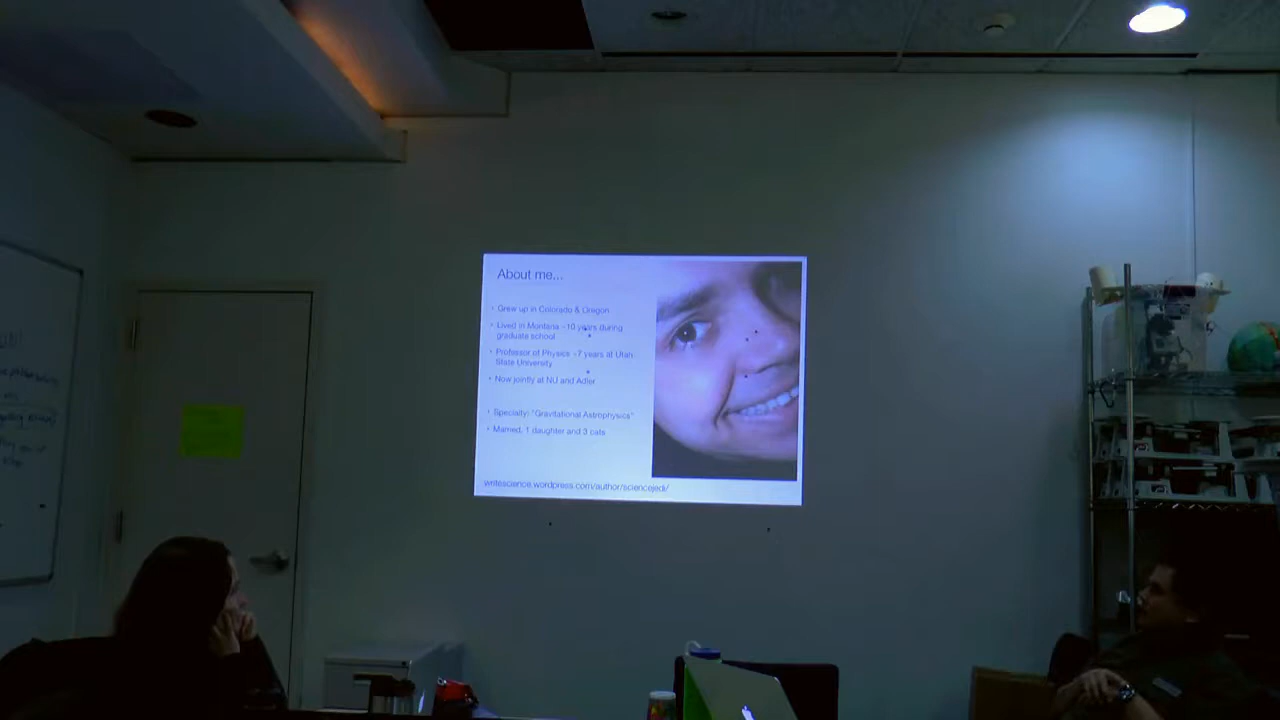 About me...
• Grew up in Colorado & Oregon
• Lived in Montana ~10 years during
graduate school
• Professor of Physics ~7 years at Utah
State University
• Now jointly at NU and Adler
• Specialty: "Gravitational Astrophysics"
• Married, 1 daughter and 3 cats
writescience.wordpress.com/author/sciencejedi/